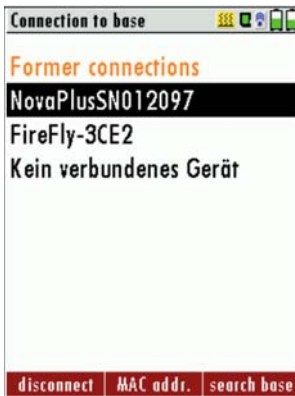 Connection to base
Former connections
NovaPlusSN012097
FireFly-3CE2
Kein verbundenes Gerät
disconnect MAC addr. search base